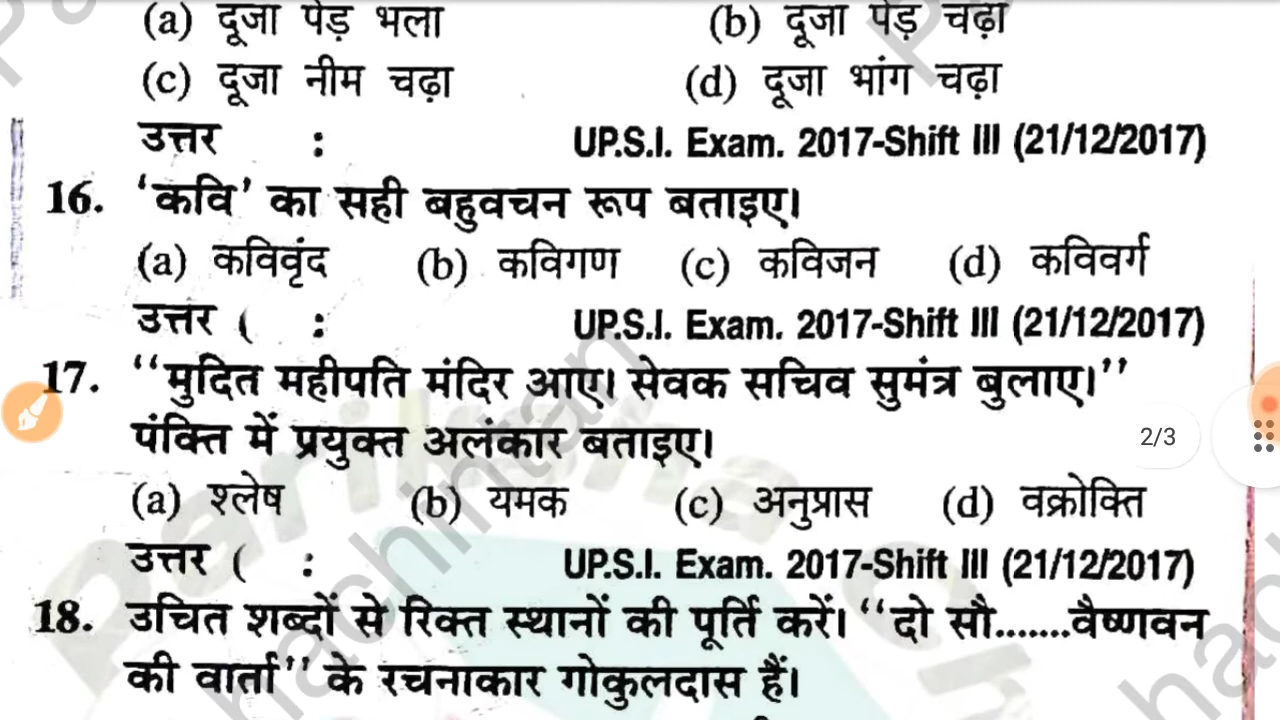 (a) दूजा पेड़ भला (b) दूजा पेड़ चढ़ा
(c) दूजा नीम चढ़ा (d) दूजा भांग चढ़ा
उत्तर : UP.S.I. Exam. 2017-Shift III (21/12/2017)
16. ‘कवि’ का सही बहुवचन रूप बताइए।
(a) कविवृंद (b) कविगण (c) कविजन (d) कविवर्ग
उत्तर ( : UP.S.I. Exam. 2017-Shift III (21/12/2017)
17. ‘‘मुदित महीपति मंदिर आए। सेवक सचिव सुमंत्र बुलाए।’’
पंक्ति में प्रयुक्त अलंकार बताइए।
2/3
(a) श्लेष (b) यमक (c) अनुप्रास (d) वक्रोक्ति
उत्तर ( : UP.S.I. Exam. 2017-Shift III (21/12/2017)
18. उचित शब्दों से रिक्त स्थानों की पूर्ति करें। ‘‘दो सौ.......वैष्णवन
की वार्ता’’ के रचनाकार गोकुलदास हैं।